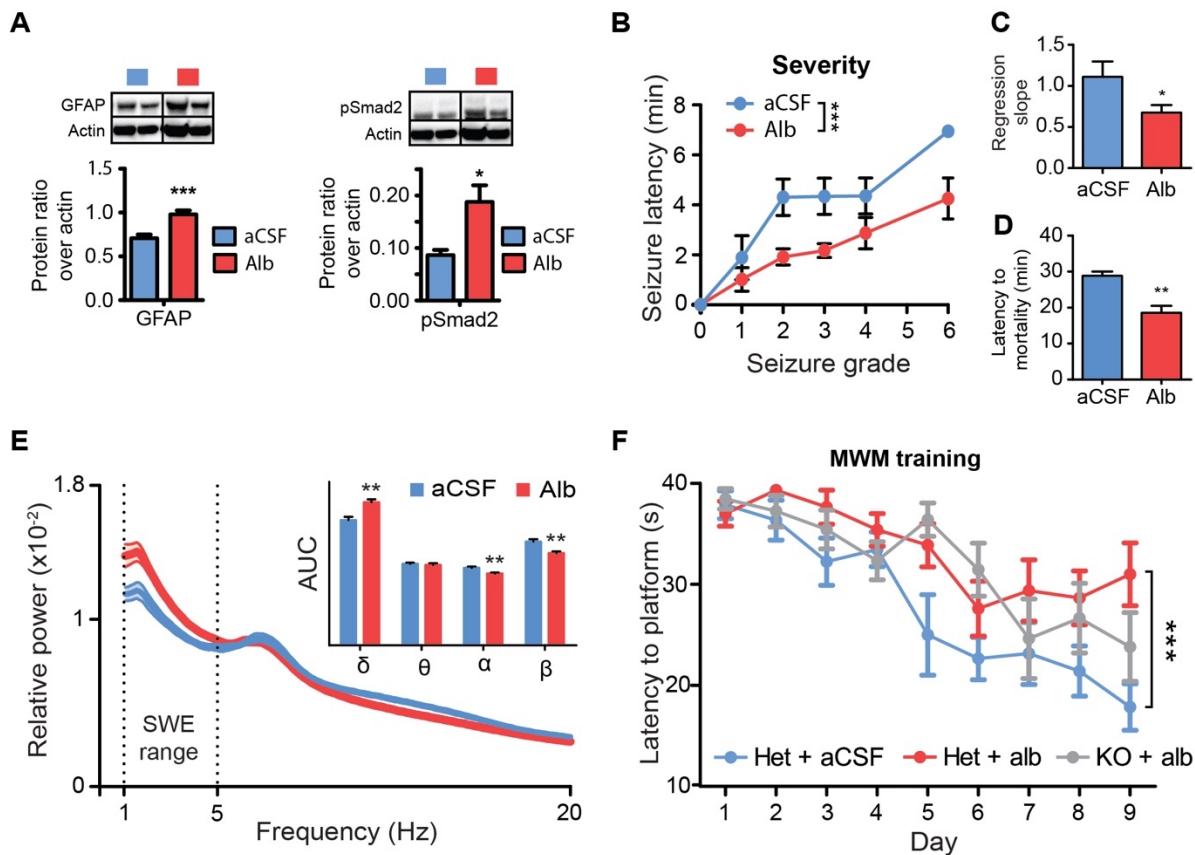 A
GFAP
Actin
1.5
1.0
0.5
0.0
Protein ratio
over actin
***
GFAP
aCSF
Alb
pSmad2
Actin
0.20
0.10
0.00
Protein ratio
over actin
*
pSmad2
aCSF
Alb
B
Severity
aCSF
Alb
***
8
6
4
2
0
Seizure latency (min)
0 1 2 3 4 5 6
Seizure grade
C
1.5
1.0
0.5
0.0
Regression
slope
*
aCSF Alb
D
40
30
20
10
0
Latency to
mortality (min)
**
aCSF Alb
E
1.8
1
0
Relative power (x10-2)
SWE
range
1 5 20
Frequency (Hz)
aCSF Alb
AUC
** ** **
δ θ α β
F
MWM training
40
30
20
10
Latency to platform (s)
***
Het + aCSF Het + alb KO + alb
1 2 3 4 5 6 7 8 9
Day